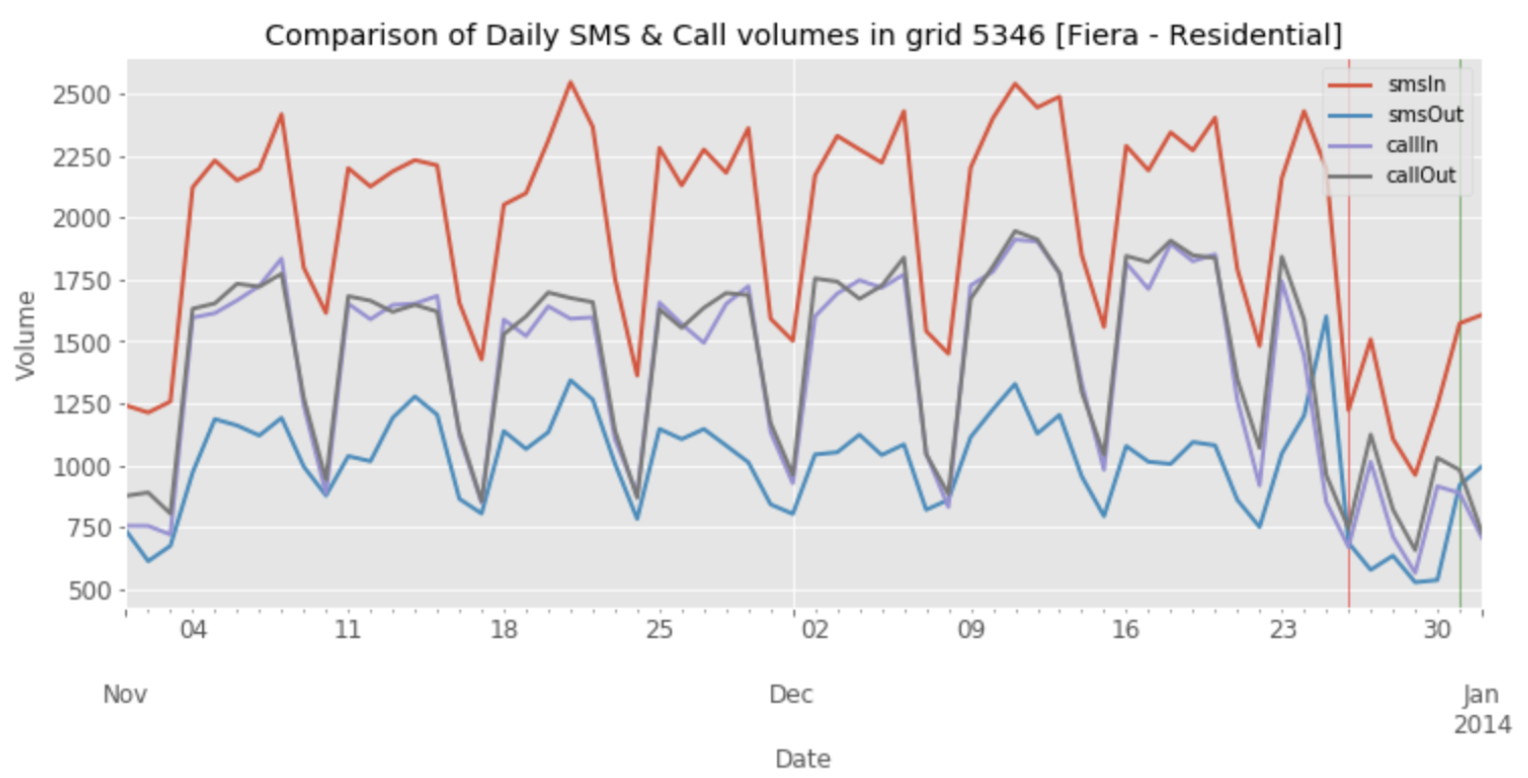 Comparison of Daily SMS & Call volumes in grid 5346 [Fiera - Residential]
smsIn
smsOut
callIn
callOut
2500
2250
2000
1750
1500
1250
1000
750
500
Volume
04 11 18 25 02 09 16 23 30
Nov Dec Jan
2014
Date